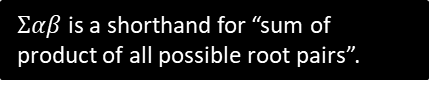 Σ𝛼𝛽 is a shorthand for “sum of
product of all possible root pairs”.